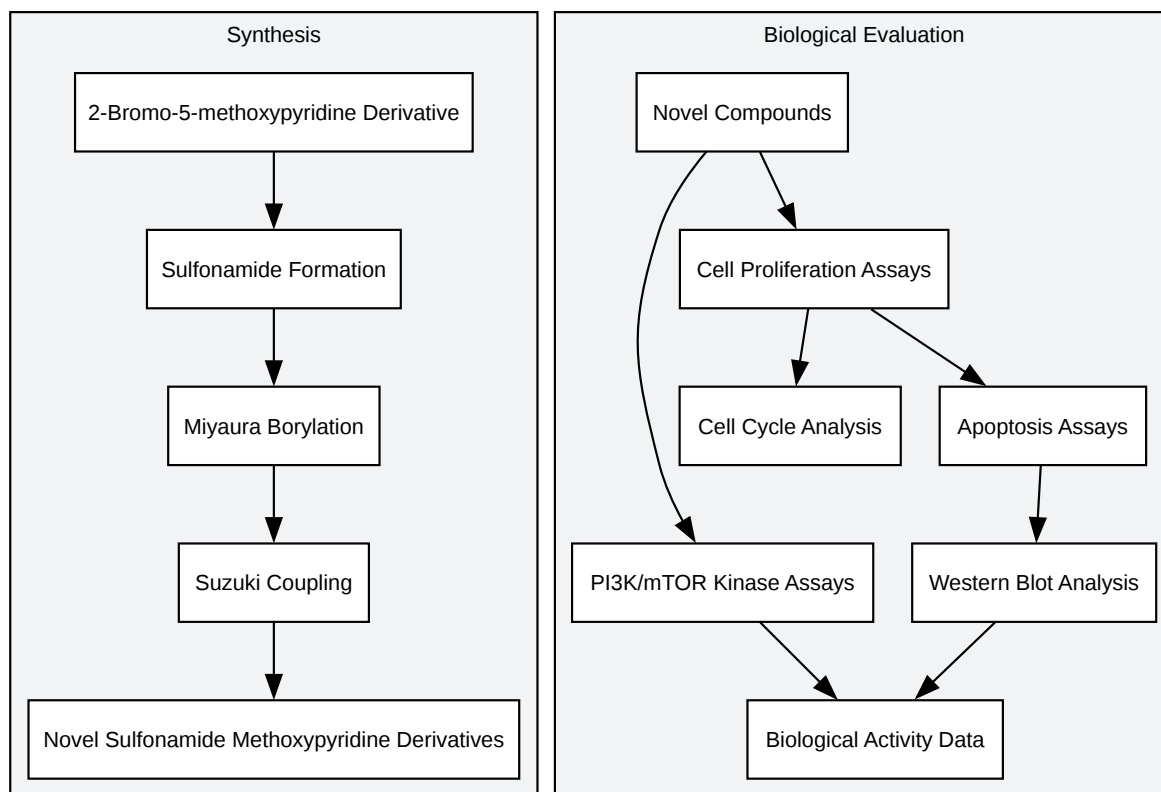 Synthesis
2-Bromo-5-methoxypyridine Derivative
Sulfonamide Formation
Miyaura Borylation
Suzuki Coupling
Novel Sulfonamide Methoxypyridine Derivatives
Biological Evaluation
Novel Compounds
Cell Proliferation Assays
Cell Cycle Analysis
Apoptosis Assays
PI3K/mTOR Kinase Assays
Western Blot Analysis
Biological Activity Data